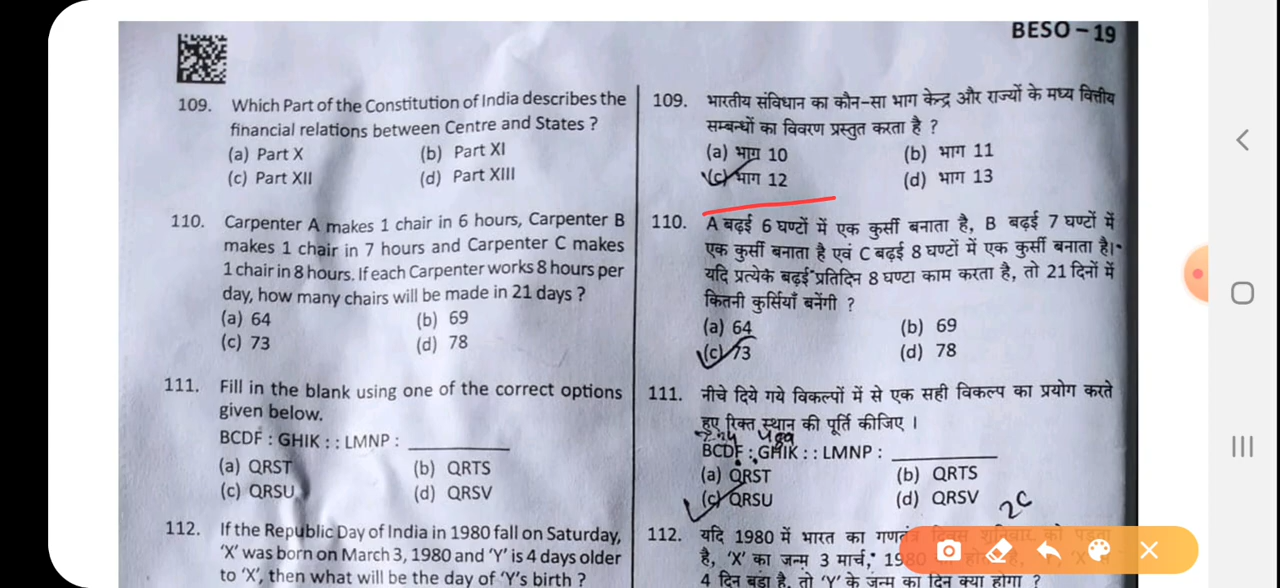 BESO – 19
109. Which Part of the Constitution of India describes the
financial relations between Centre and States ?
(a) Part X (b) Part XI
(c) Part XII (d) Part XIII
110. Carpenter A makes 1 chair in 6 hours, Carpenter B
makes 1 chair in 7 hours and Carpenter C makes
1 chair in 8 hours. If each Carpenter works 8 hours per
day, how many chairs will be made in 21 days ?
(a) 64 (b) 69
(c) 73 (d) 78
111. Fill in the blank using one of the correct options
given below.
BCDF : GHIK : : LMNP : __________
(a) QRST (b) QRTS
(c) QRSU (d) QRSV
112. If the Republic Day of India in 1980 fall on Saturday,
‘X’ was born on March 3, 1980 and ‘Y’ is 4 days older
to ‘X’, then what will be the day of ‘Y’s birth ?
109. भारतीय संविधान का कौन-सा भाग केन्द्र और राज्यों के मध्य वित्तीय
सम्बन्धों का विवरण प्रस्तुत करता है ?
(a) भाग 10 (b) भाग 11
(c) भाग 12 (d) भाग 13
110. A बढ़ई 6 घण्टों में एक कुर्सी बनाता है, B बढ़ई 7 घण्टों में
एक कुर्सी बनाता है एवं C बढ़ई 8 घण्टों में एक कुर्सी बनाता है।
यदि प्रत्येक बढ़ई प्रतिदिन 8 घण्टा काम करता है, तो 21 दिनों में
कितनी कुर्सियाँ बनेंगी ?
(a) 64 (b) 69
(c) 73 (d) 78
111. नीचे दिये गये विकल्पों में से एक सही विकल्प का प्रयोग करते
हुए रिक्त स्थान की पूर्ति कीजिए ।
BCDF : GHIK : : LMNP : __________
(a) QRST (b) QRTS
(c) QRSU (d) QRSV
112. यदि 1980 में भारत का गणतंत्र दिवस शनिवार को पड़ता
है, ‘X’ का जन्म 3 मार्च, 1980
4 दिन बड़ा है, तो ‘Y’ के जन्म का दिन क्या होगा ?